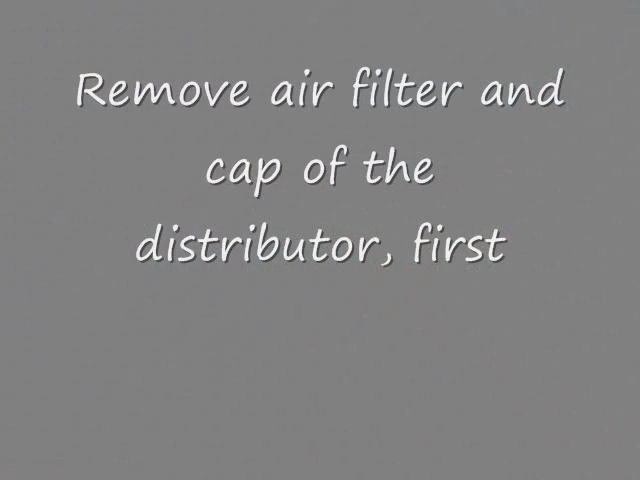 Remove air filter and
cap of the
distributor, first